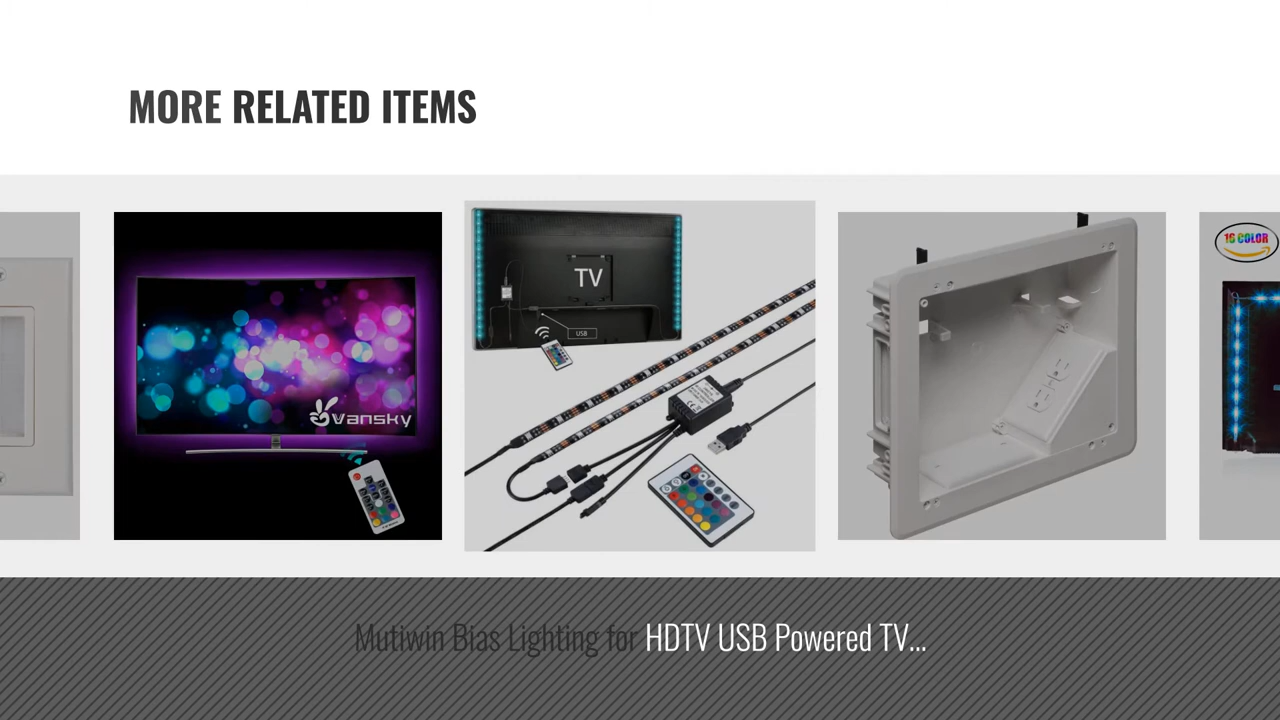 MORE RELATED ITEMS
Vansky
TV
USB
16 COLOR
Mutiwin Bias Lighting for HDTV USB Powered TV...